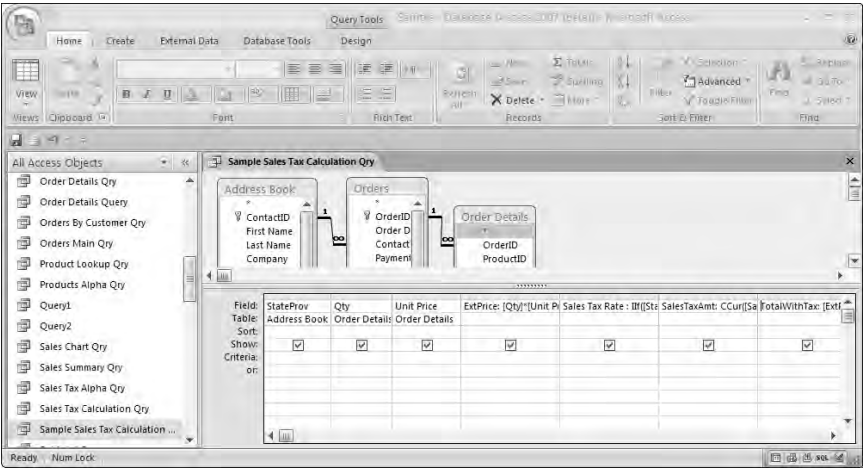 Query Tools
Home Create External Data Database Tools Design
View
B I U
Delete
Advanced
Filter
Find
Views Clipboard Font Rich Text Records Sort & Filter Find
All Access Objects
Order Details Qry
Order Details Query
Orders By Customer Qry
Orders Main Qry
Product Lookup Qry
Products Alpha Qry
Query1
Query2
Sales Chart Qry
Sales Summary Qry
Sales Tax Alpha Qry
Sales Tax Calculation Qry
Sample Sales Tax Calculation ...
Sample Sales Tax Calculation Qry
Address Book
*
ContactID
First Name
Last Name
Company
1
∞
Orders
*
OrderID
Order D
Contact
Payment
1
∞
Order Details
*
OrderID
ProductID
Field: StateProv Qty Unit Price ExtPrice: [Qty]*[Unit Pr Sales Tax Rate : IIf([Sta SalesTaxAmt: CCur([Sa TotalWithTax: [ExtP
Table: Address Book Order Details Order Details
Sort:
Show:
Criteria:
or:
Ready Num Lock
SQL